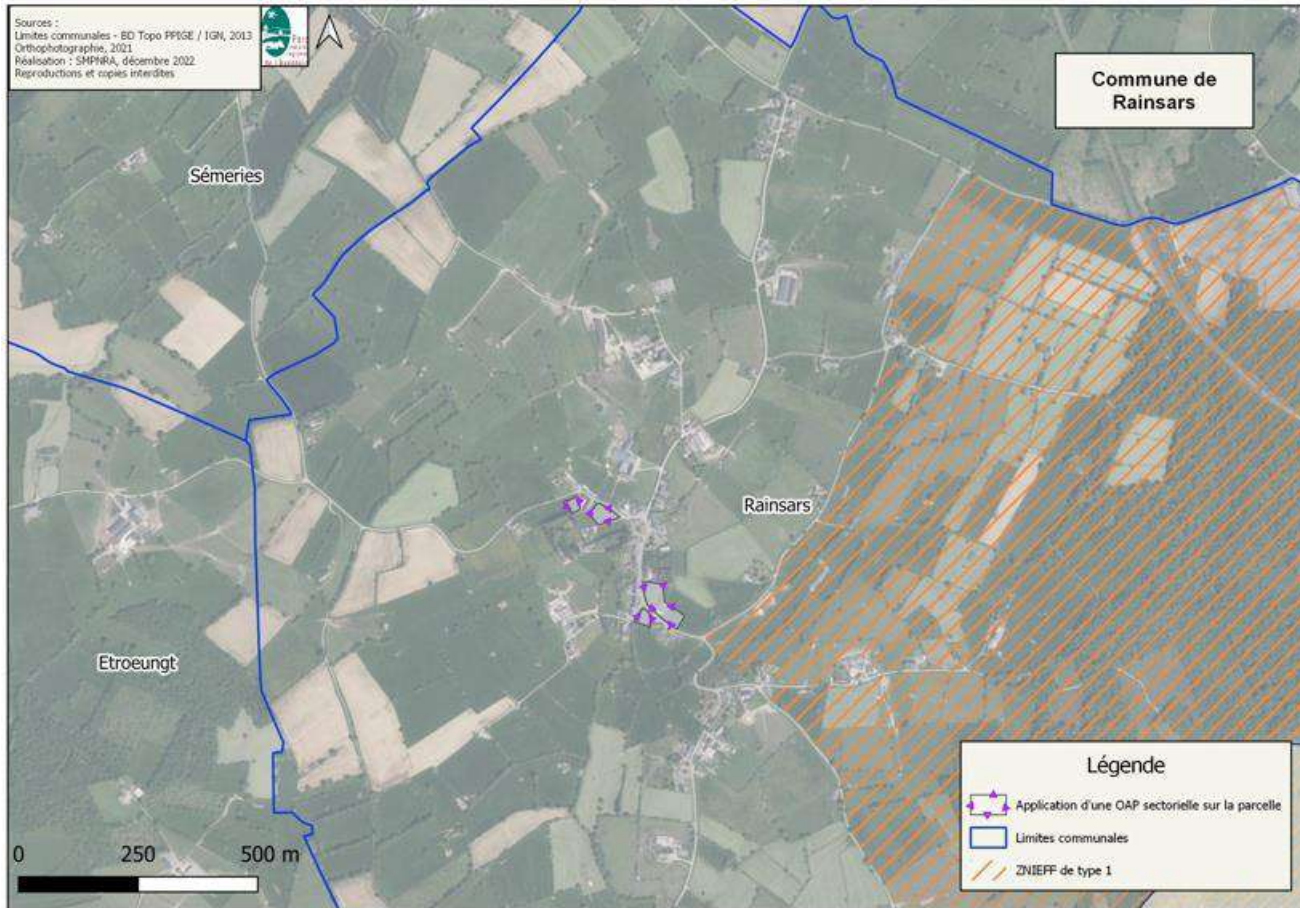 Sources :
Limites communales - BD Topo PPIGE / IGN, 2013
Orthophotographie, 2021
Réalisation : SMPNRA, décembre 2022
Reproductions et copies interdites
Parc
Commune de
Rainsars
Sémeries
Rainsars
Etroeungt
0 250 500 m
Légende
Application d'une OAP sectorielle sur la parcelle
Limites communales
ZNIEFF de type 1